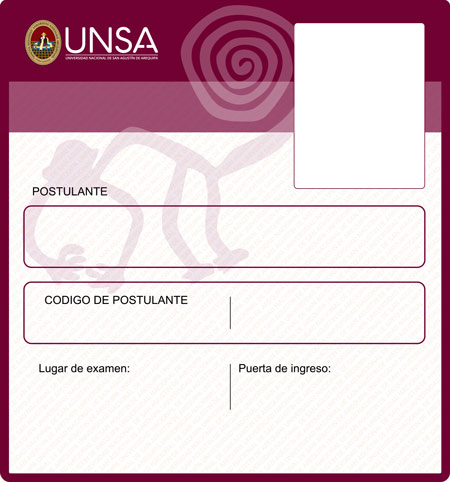 UNSA
UNIVERSIDAD NACIONAL DE SAN AGUSTÍN DE AREQUIPA
POSTULANTE
CODIGO DE POSTULANTE
Lugar de examen:
Puerta de ingreso: